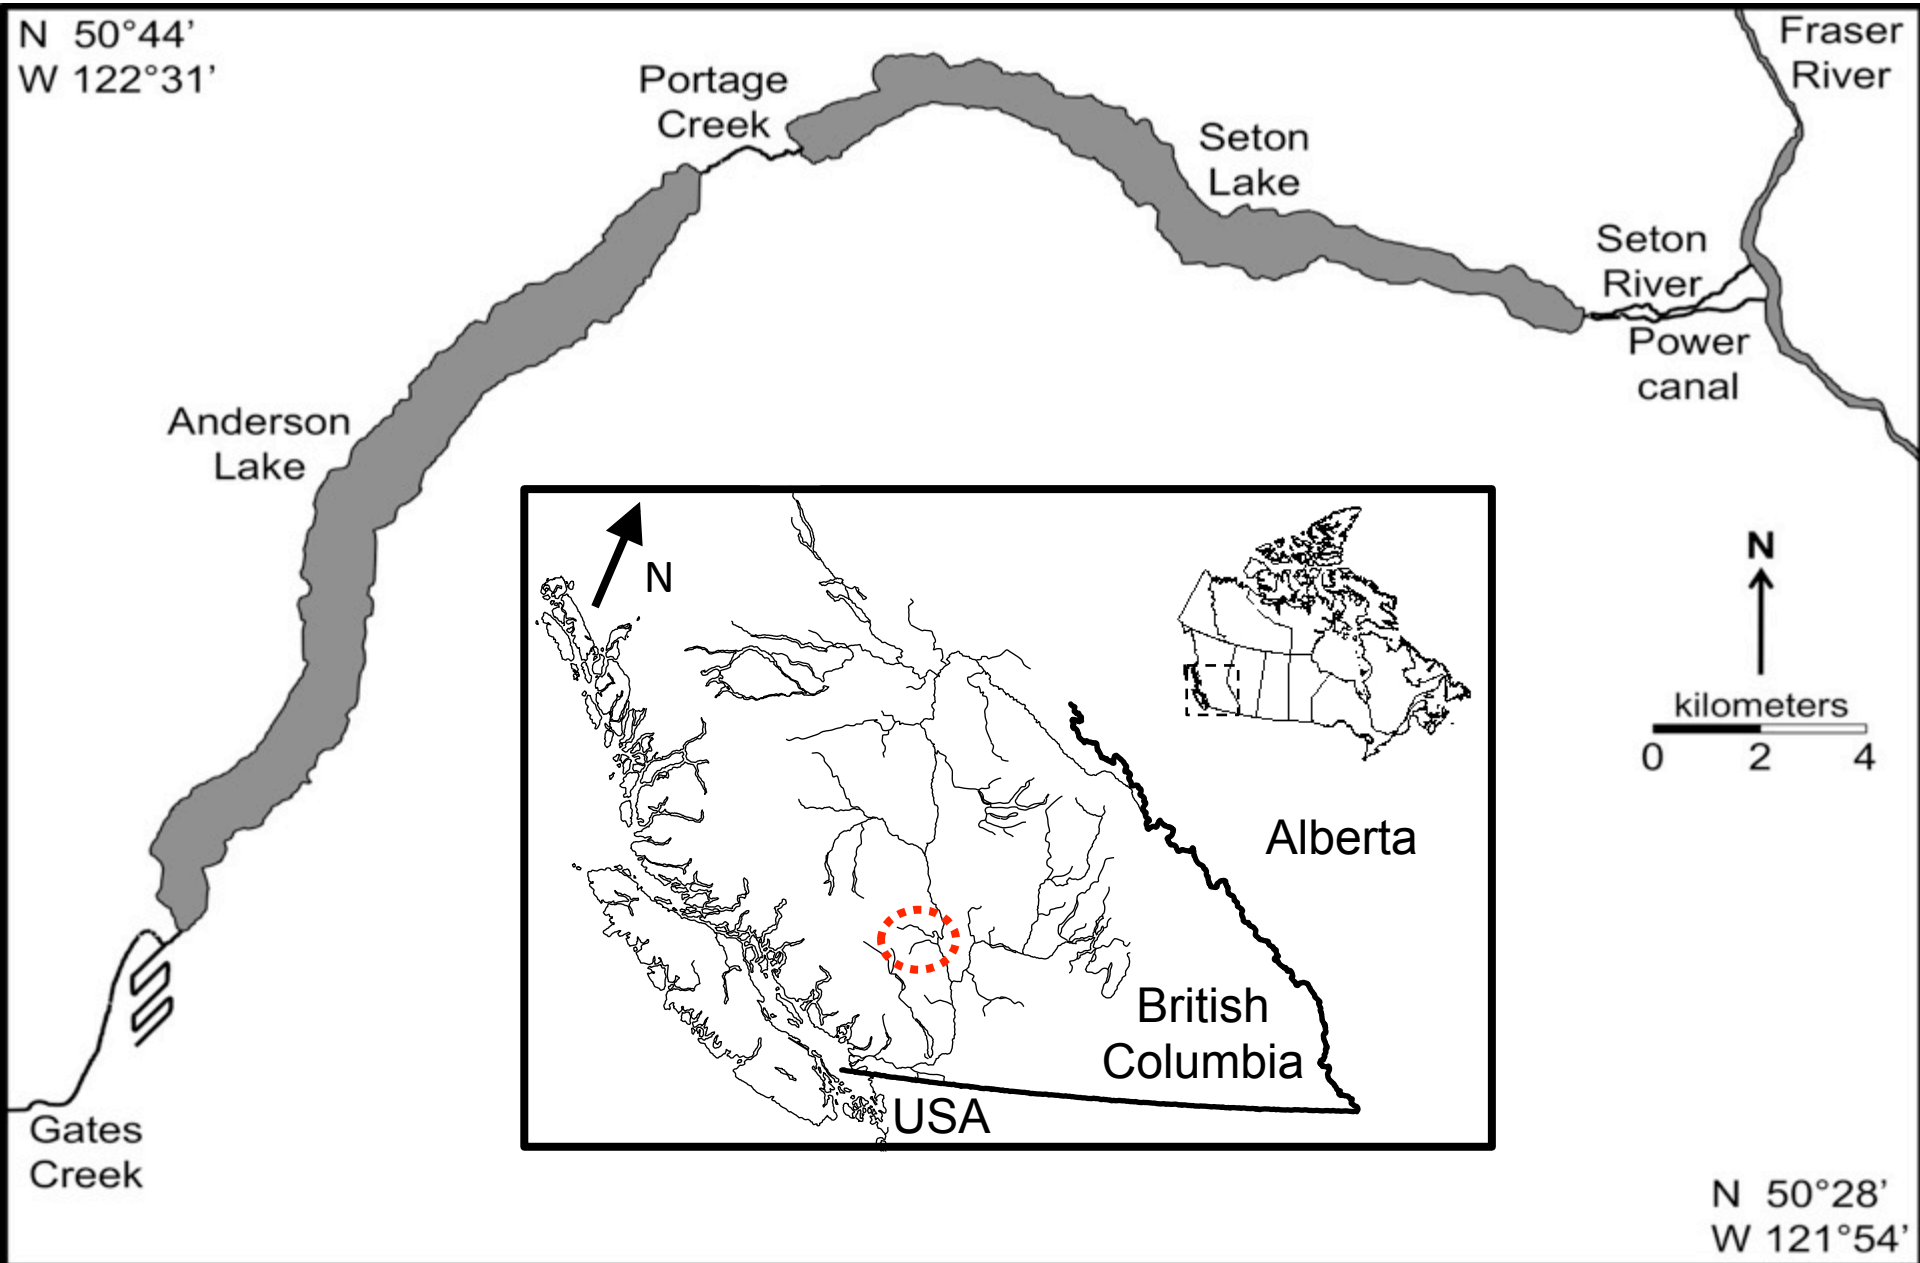 N 50°44’
W 122°31’
Portage
Creek
Seton
Lake
Fraser
River
Seton
River
Power
canal
Anderson
Lake
N
kilometers
0 2 4
Gates
Creek
N 50°28’
W 121°54’
N
Alberta
British
Columbia
USA